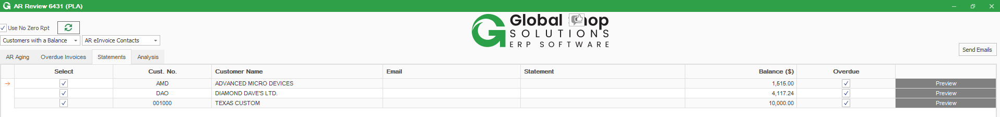 AR Review 6431 (PLA)
Use No Zero Rpt
Global Shop
SOLUTIONS
ERP SOFTWARE
Customers with a Balance AR eInvoice Contacts
Send Emails
AR Aging Overdue Invoices Statements Analysis
Select Cust. No. Customer Name Email Statement Balance ($) Overdue
AMD ADVANCED MICRO DEVICES 1,515.00 Preview
DAO DIAMOND DAVE'S LTD. 4,117.24 Preview
001000 TEXAS CUSTOM 10,000.00 Preview